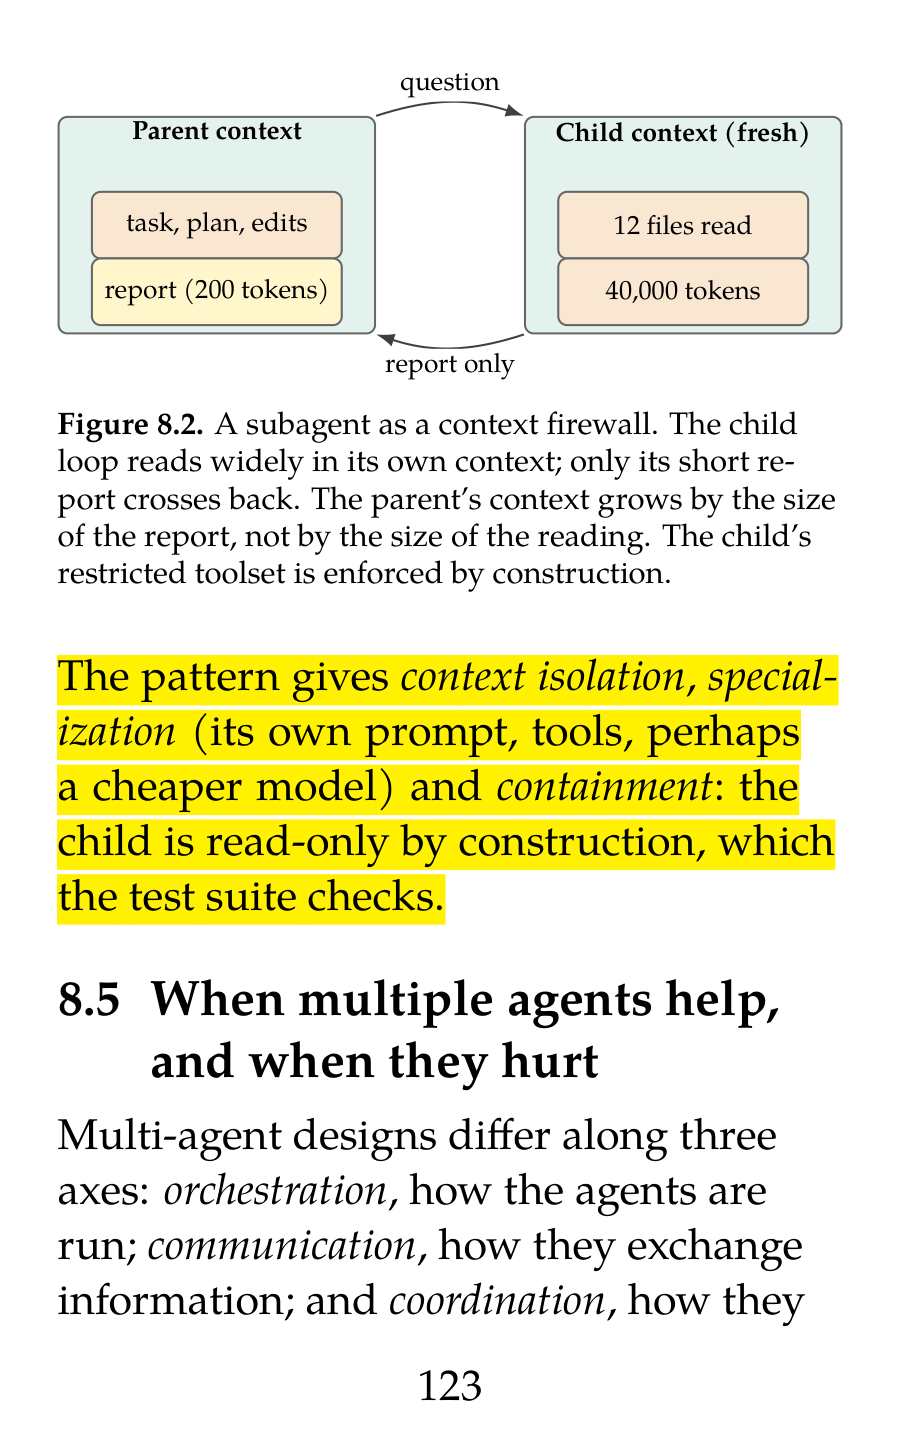 question
Parent context
Child context (fresh)
task, plan, edits
12 files read
report (200 tokens)
40,000 tokens
report only
Figure 8.2. A subagent as a context firewall. The child
loop reads widely in its own context; only its short re-
port crosses back. The parent's context grows by the size
of the report, not by the size of the reading. The child's
restricted toolset is enforced by construction.
The pattern gives context isolation, special-
ization (its own prompt, tools, perhaps
a cheaper model) and containment: the
child is read-only by construction, which
the test suite checks.
8.5 When multiple agents help,
and when they hurt
Multi-agent designs differ along three
axes: orchestration, how the agents are
run; communication, how they exchange
information; and coordination, how they
123